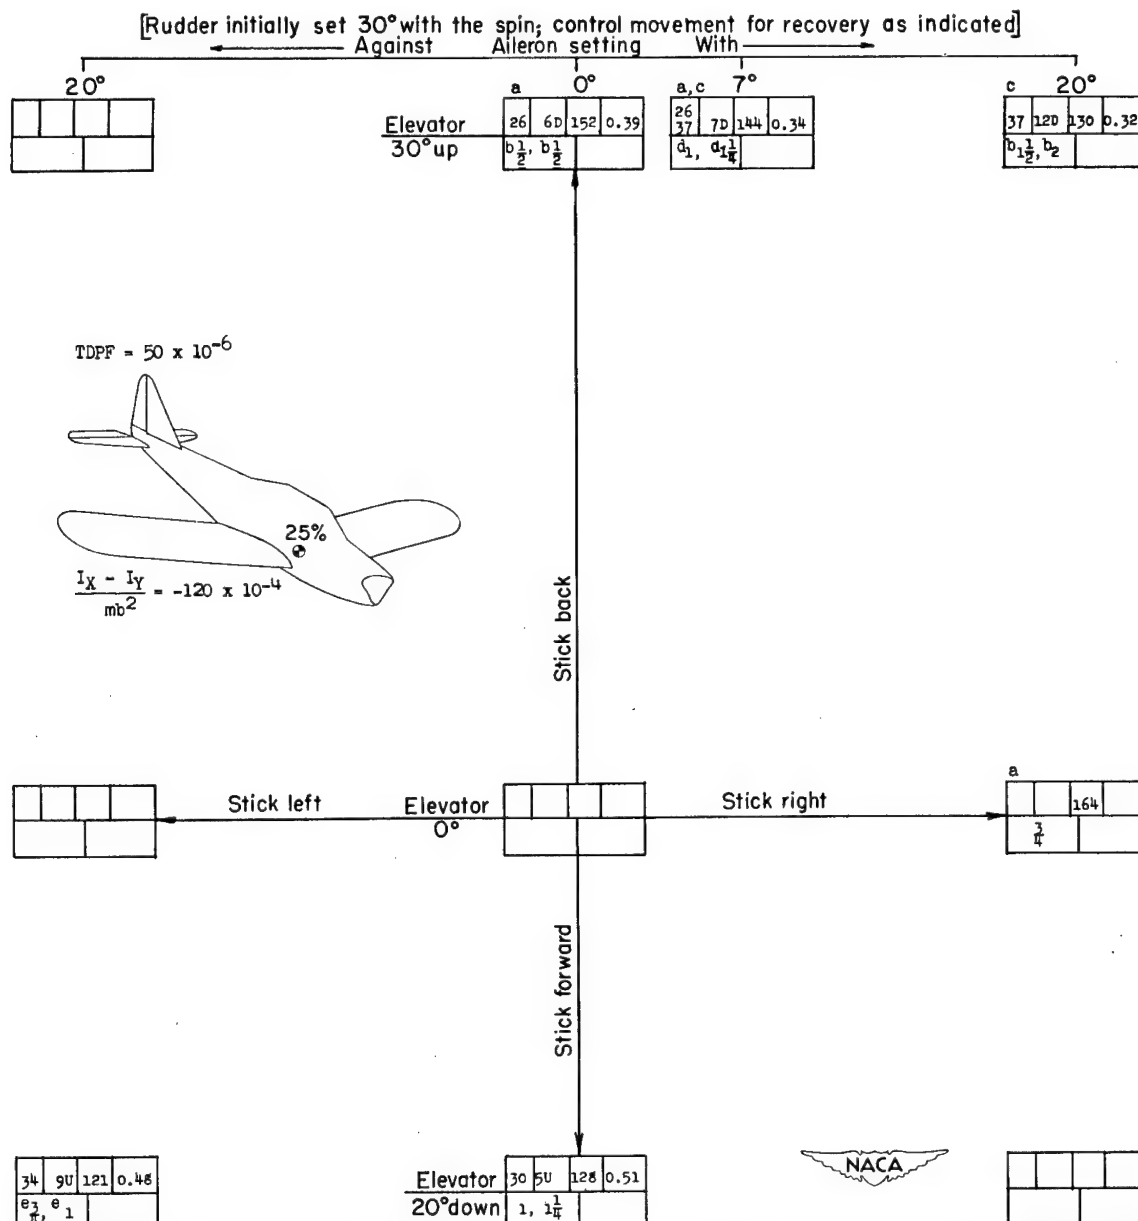 [Rudder initially set 30° with the spin; control movement for recovery as indicated]
Against Aileron setting With
20° 0° 7° 20°
a a,c c
Elevator 30° up
26 6D 152 0.39
b½, b½
26 37 7D 144 0.34
d1, d1¼
37 12D 130 0.32
b1½, b2
TDPF = 50 x 10⁻⁶
25%
I_X - I_Y / mb² = -120 x 10⁻⁴
Stick back
a
Stick left Elevator 0° Stick right
164
¾
Stick forward
NACA
34 9U 121 0.48
e¾, e1
Elevator 20° down
30 5U 128 0.51
1, 1¼